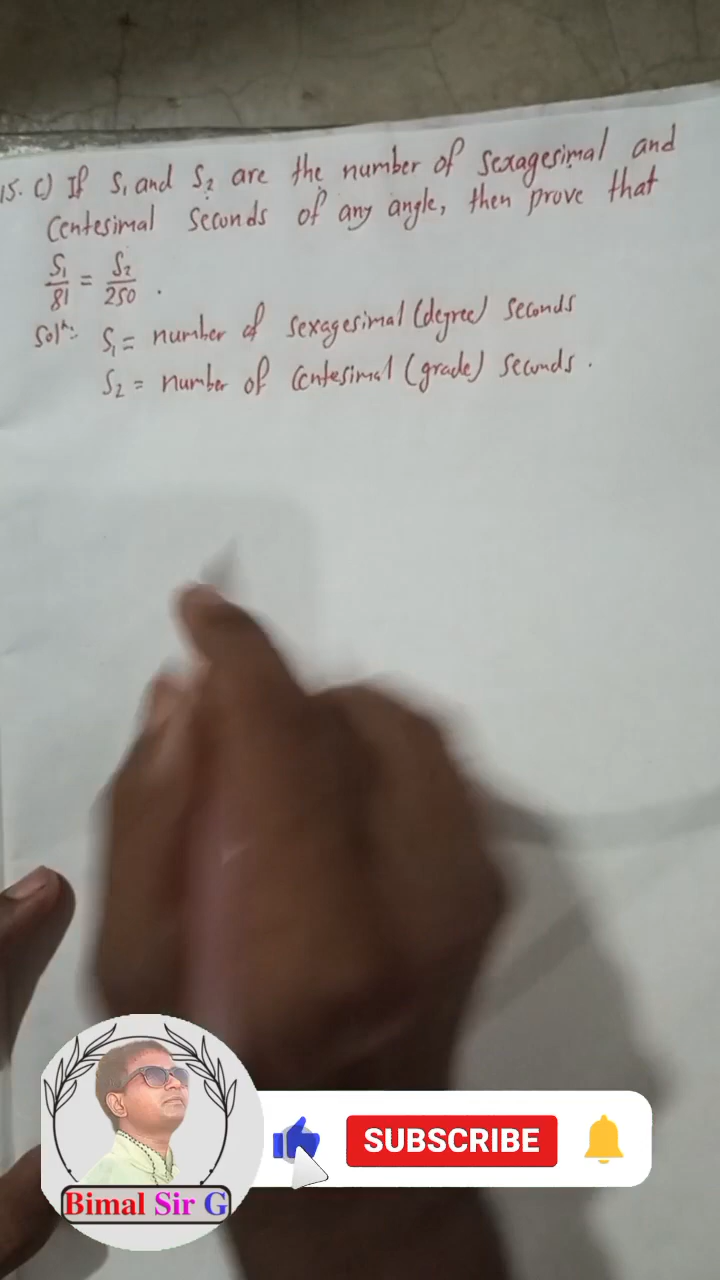 15. c) If S₁ and S₂ are the number of sexagesimal and
Centesimal Seconds of any angle, then prove that
S₁/81 = S₂/250 .
Solⁿ: S₁ = number of sexagesimal (degree) seconds
S₂ = number of Centesimal (grade) seconds .
SUBSCRIBE
Bimal Sir G